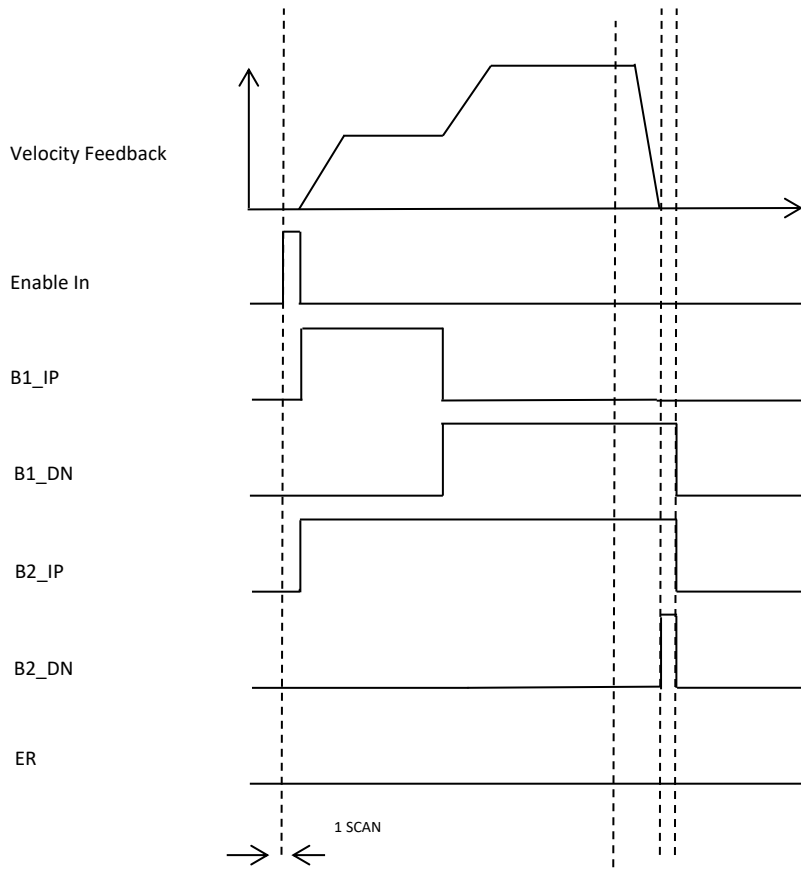 Velocity Feedback
Enable In
B1_IP
B1_DN
B2_IP
B2_DN
ER
1 SCAN